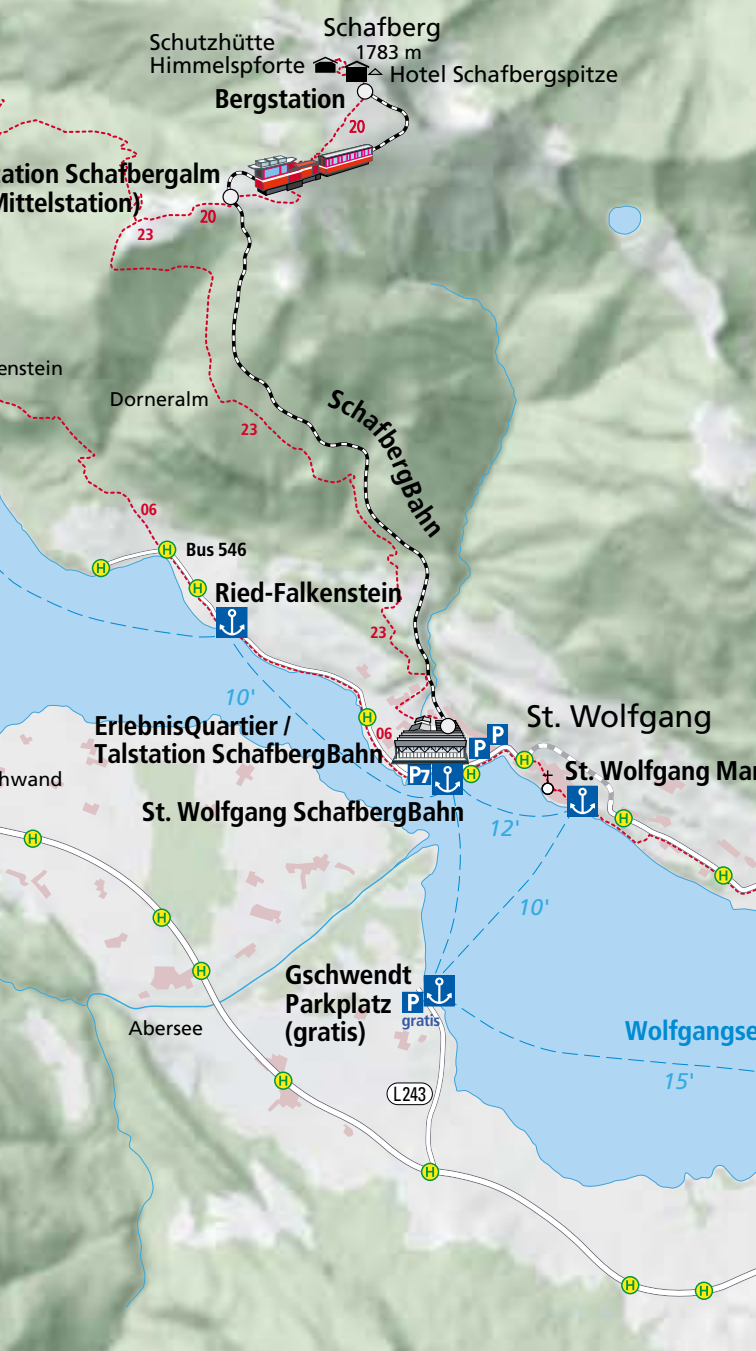 Schafberg
1783 m
Schutzhütte
Himmelspforte
Hotel Schafbergspitze
Bergstation
20
ation Schafbergalm
Mittelstation)
20
23
enstein
Dorneralm
23
SchafbergBahn
06
Bus 546
H
H
H
Ried-Falkenstein
23
10'
St. Wolfgang
H
06
P
P
ErlebnisQuartier /
Talstation SchafbergBahn
H
P7
H
St. Wolfgang Mar
hwand
St. Wolfgang SchafbergBahn
12'
H
H
H
10'
H
H
Gschwendt
Parkplatz
(gratis)
P
gratis
Abersee
Wolfgangse
15'
H
L243
H
H
H